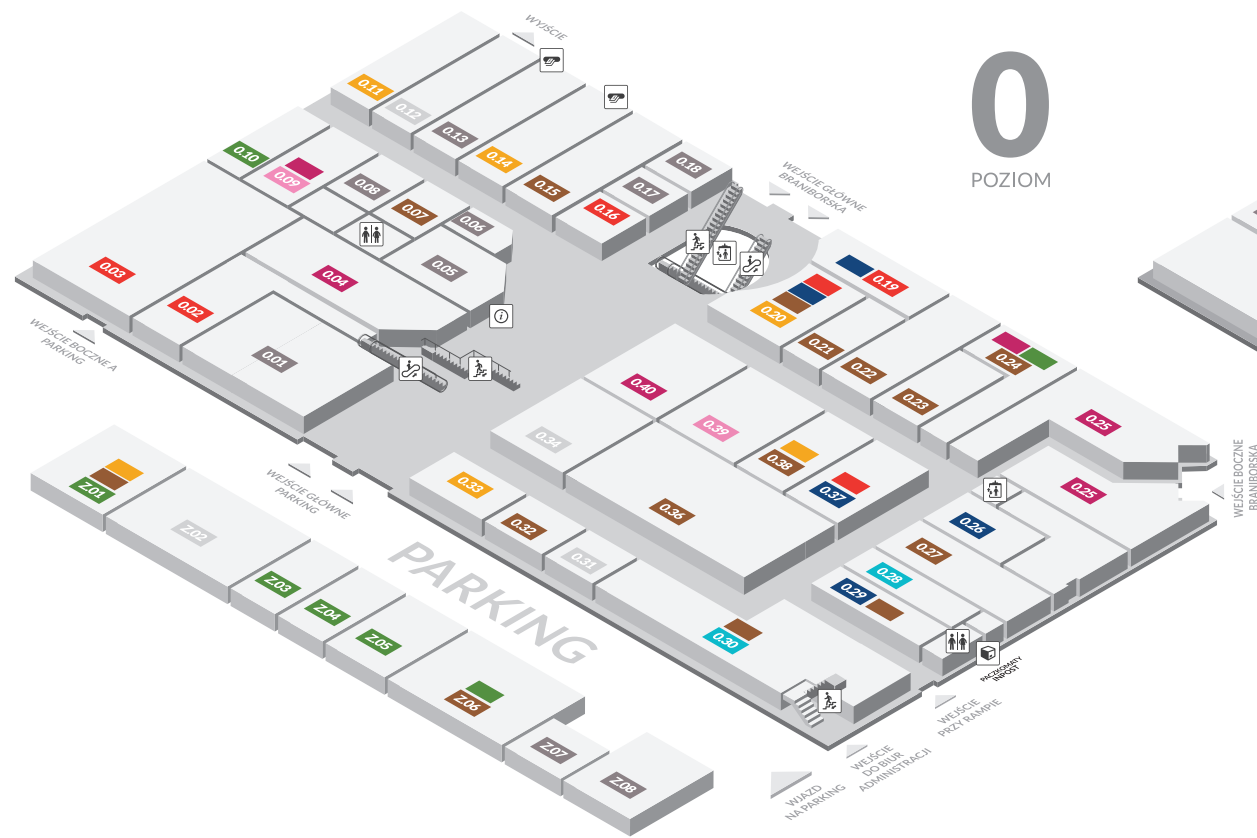 0
POZIOM
WYJŚCIE
0.11
0.12
0.13
0.14
0.15
0.16
0.17
0.18
0.10
0.09
0.08
0.07
0.06
0.05
0.04
0.03
0.02
0.01
WEJŚCIE GŁÓWNE
BRANIBORSKA
0.19
0.20
0.21
0.22
0.23
0.24
0.25
0.25
WEJŚCIE BOCZNE
BRANIBORSKA
WEJŚCIE BOCZNE A
PARKING
0.40
0.39
0.38
0.37
0.36
0.34
0.33
0.32
0.31
0.30
0.26
0.27
0.28
0.29
PACZKOMATY
INPOST
WEJŚCIE GŁÓWNE
PARKING
PARKING
Z.01
Z.02
Z.03
Z.04
Z.05
Z.06
Z.07
Z.08
WEJŚCIE
PRZY RAMPIE
WEJŚCIE
DO BIUR
ADMINISTRACJI
WJAZD
NA PARKING